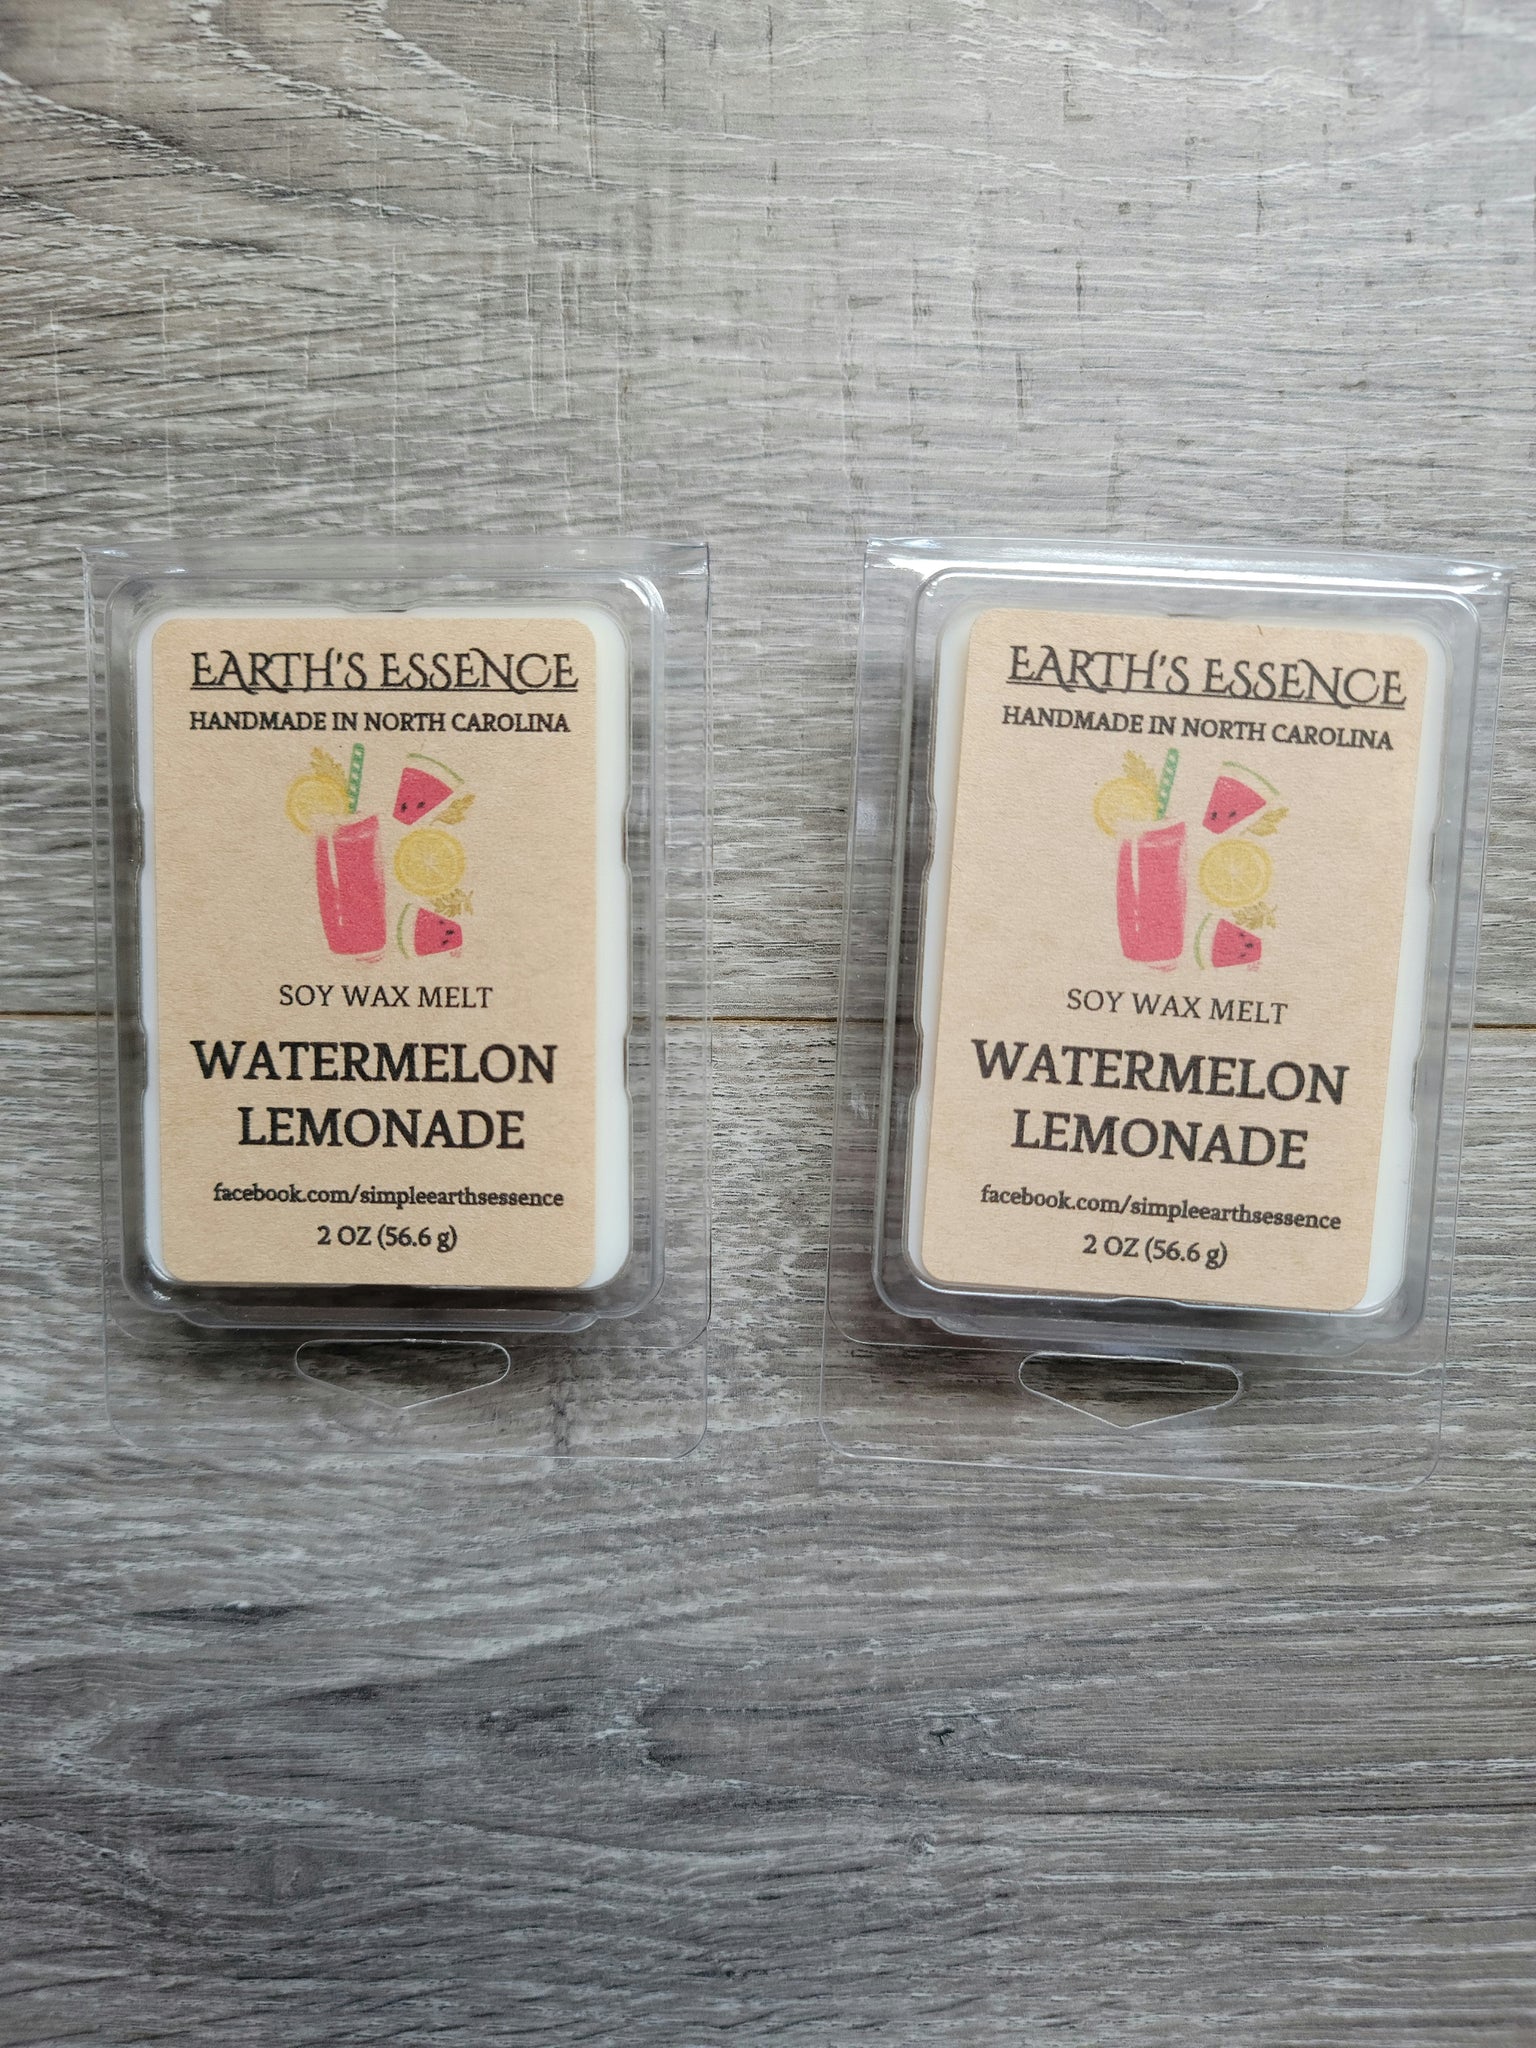 EARTH'S ESSENCE
HANDMADE IN NORTH CAROLINA
SOY WAX MELT
WATERMELON
LEMONADE
facebook.com/simpleearthsessence
2 OZ (56.6 g)
EARTH'S ESSENCE
HANDMADE IN NORTH CAROLINA
SOY WAX MELT
WATERMELON
LEMONADE
facebook.com/simpleearthsessence
2 OZ (56.6 g)